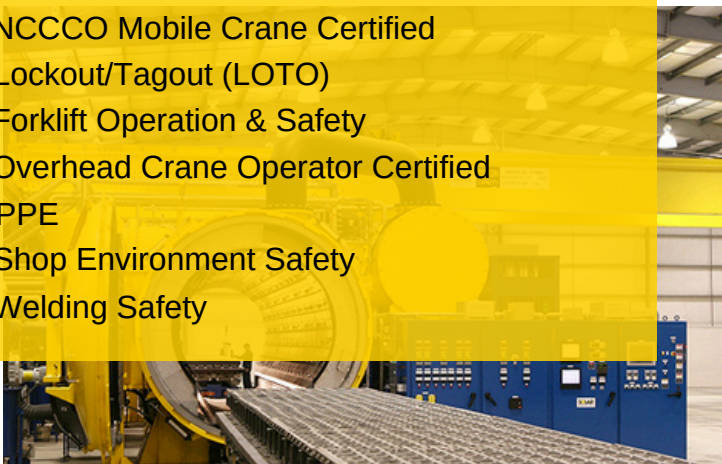 NCCCO Mobile Crane Certified
Lockout/Tagout (LOTO)
Forklift Operation & Safety
Overhead Crane Operator Certified
PPE
Shop Environment Safety
Welding Safety
SOLAR